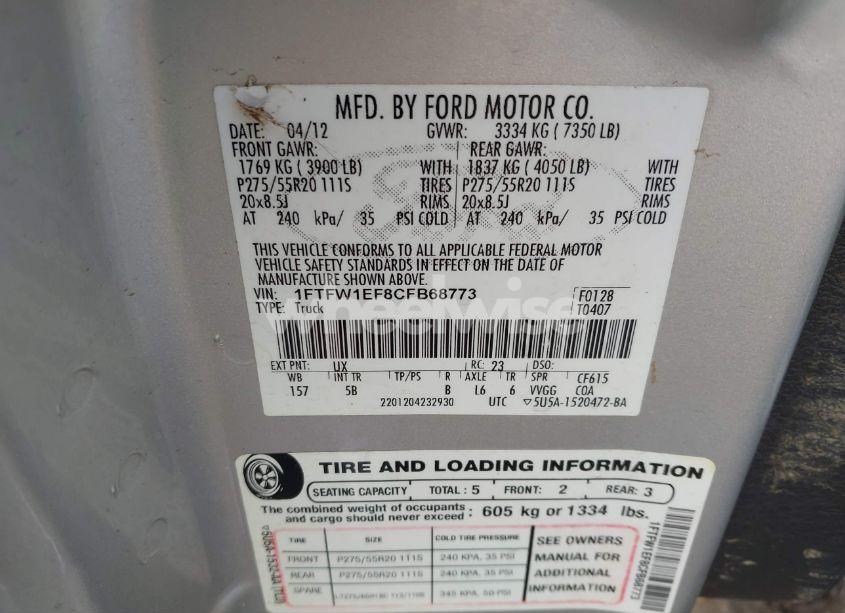 MFD. BY FORD MOTOR CO.
DATE: 04/12 GVWR: 3334 KG ( 7350 LB)
FRONT GAWR: REAR GAWR:
1769 KG ( 3900 LB) WITH 1837 KG ( 4050 LB) WITH
P275/55R20 111S TIRES P275/55R20 111S TIRES
20x8.5J RIMS 20x8.5J RIMS
AT 240 kPa/ 35 PSI COLD AT 240 kPa/ 35 PSI COLD
THIS VEHICLE CONFORMS TO ALL APPLICABLE FEDERAL MOTOR
VEHICLE SAFETY STANDARDS IN EFFECT ON THE DATE OF
MANUFACTURE SHOWN ABOVE.
VIN: 1FTFW1EF8CFB68773 F0128
TYPE: Truck T0407
wheelwise
EXT PNT: UX RC: 23 DSO:
WB INT TR TP/PS R AXLE TR SPR CF615
157 5B B L6 6 VVGG COA
2201204232930 UTC ▽5U5A-1520472-BA
TIRE AND LOADING INFORMATION
SEATING CAPACITY TOTAL : 5 FRONT: 2 REAR: 3
The combined weight of occupants
and cargo should never exceed : 605 kg or 1334 lbs.
TIRE SIZE COLD TIRE PRESSURE
FRONT P275/55R20 111S 240 KPA, 35 PSI
REAR P275/55R20 111S 240 KPA, 35 PSI
SPARE 345 KPA, 50 PSI
SEE OWNERS
MANUAL FOR
ADDITIONAL
INFORMATION
1FTFW1EF8CFB68773